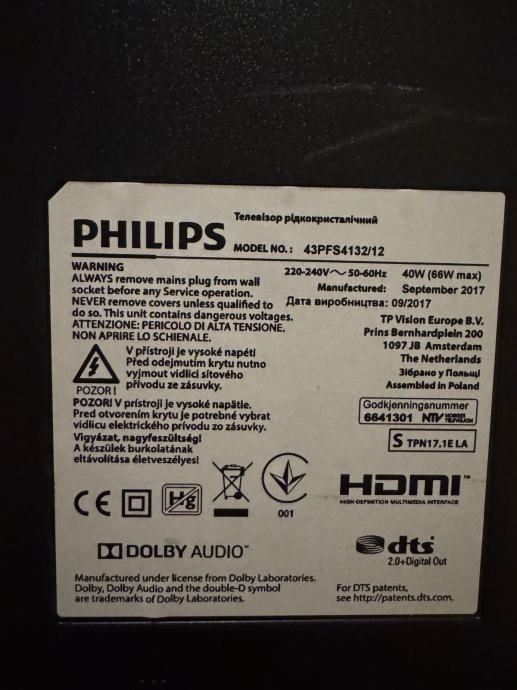 Телевізор рідкокристалічний
PHILIPS MODEL NO.: 43PFS4132/12
WARNING
ALWAYS remove mains plug from wall
socket before any Service operation.
NEVER remove covers unless qualified to
do so. This unit contains dangerous voltages.
ATTENZIONE: PERICOLO DI ALTA TENSIONE,
NON APRIRE LO SCHIENALE.
220-240V～ 50-60Hz 40W (66W max)
Manufactured: September 2017
Дата виробництва: 09/2017
TP Vision Europe B.V.
Prins Bernhardplein 200
1097 JB Amsterdam
The Netherlands
Зібрано у Польщі
Assembled in Poland
V přístroji je vysoké napětí
Před odejmutím krytu nutno
vyjmout vidlici síťového
přívodu ze zásuvky.
POZOR!
POZOR! V prístroji je vysoké napätie.
Pred otvorením krytu je potrebné vybrat
vidlicu elektrického prívodu zo zásuvky.
Vigyázat, nagyfeszültség!
A készülek burkolatának
eltávolítása életveszélyes!
Godkjenningsnummer
6641301 NTV NORGES TELEVISION
S TPN17.1E LA
CE
Hg
001
HDMI™
HIGH-DEFINITION MULTIMEDIA INTERFACE
DOLBY AUDIO™
dts
2.0+Digital Out
Manufactured under license from Dolby Laboratories.
Dolby, Dolby Audio and the double-D symbol
are trademarks of Dolby Laboratories.
For DTS patents,
see http://patents.dts.com.